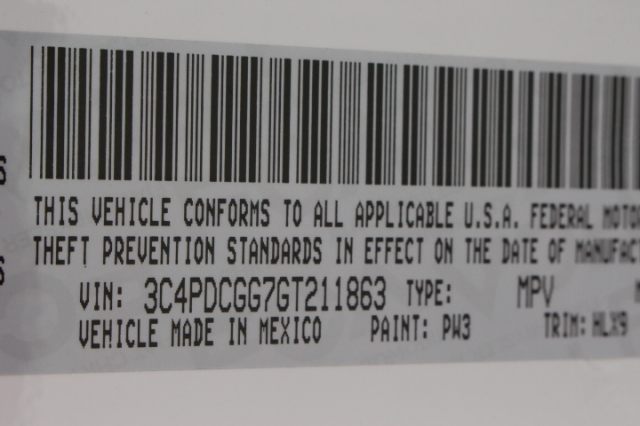 THIS VEHICLE CONFORMS TO ALL APPLICABLE U.S.A. FEDERAL MOTO
THEFT PREVENTION STANDARDS IN EFFECT ON THE DATE OF MANUFAC
VIN: 3C4PDCGG7GT211863 TYPE: MPV
VEHICLE MADE IN MEXICO PAINT: PW3 TRIM: HLX9